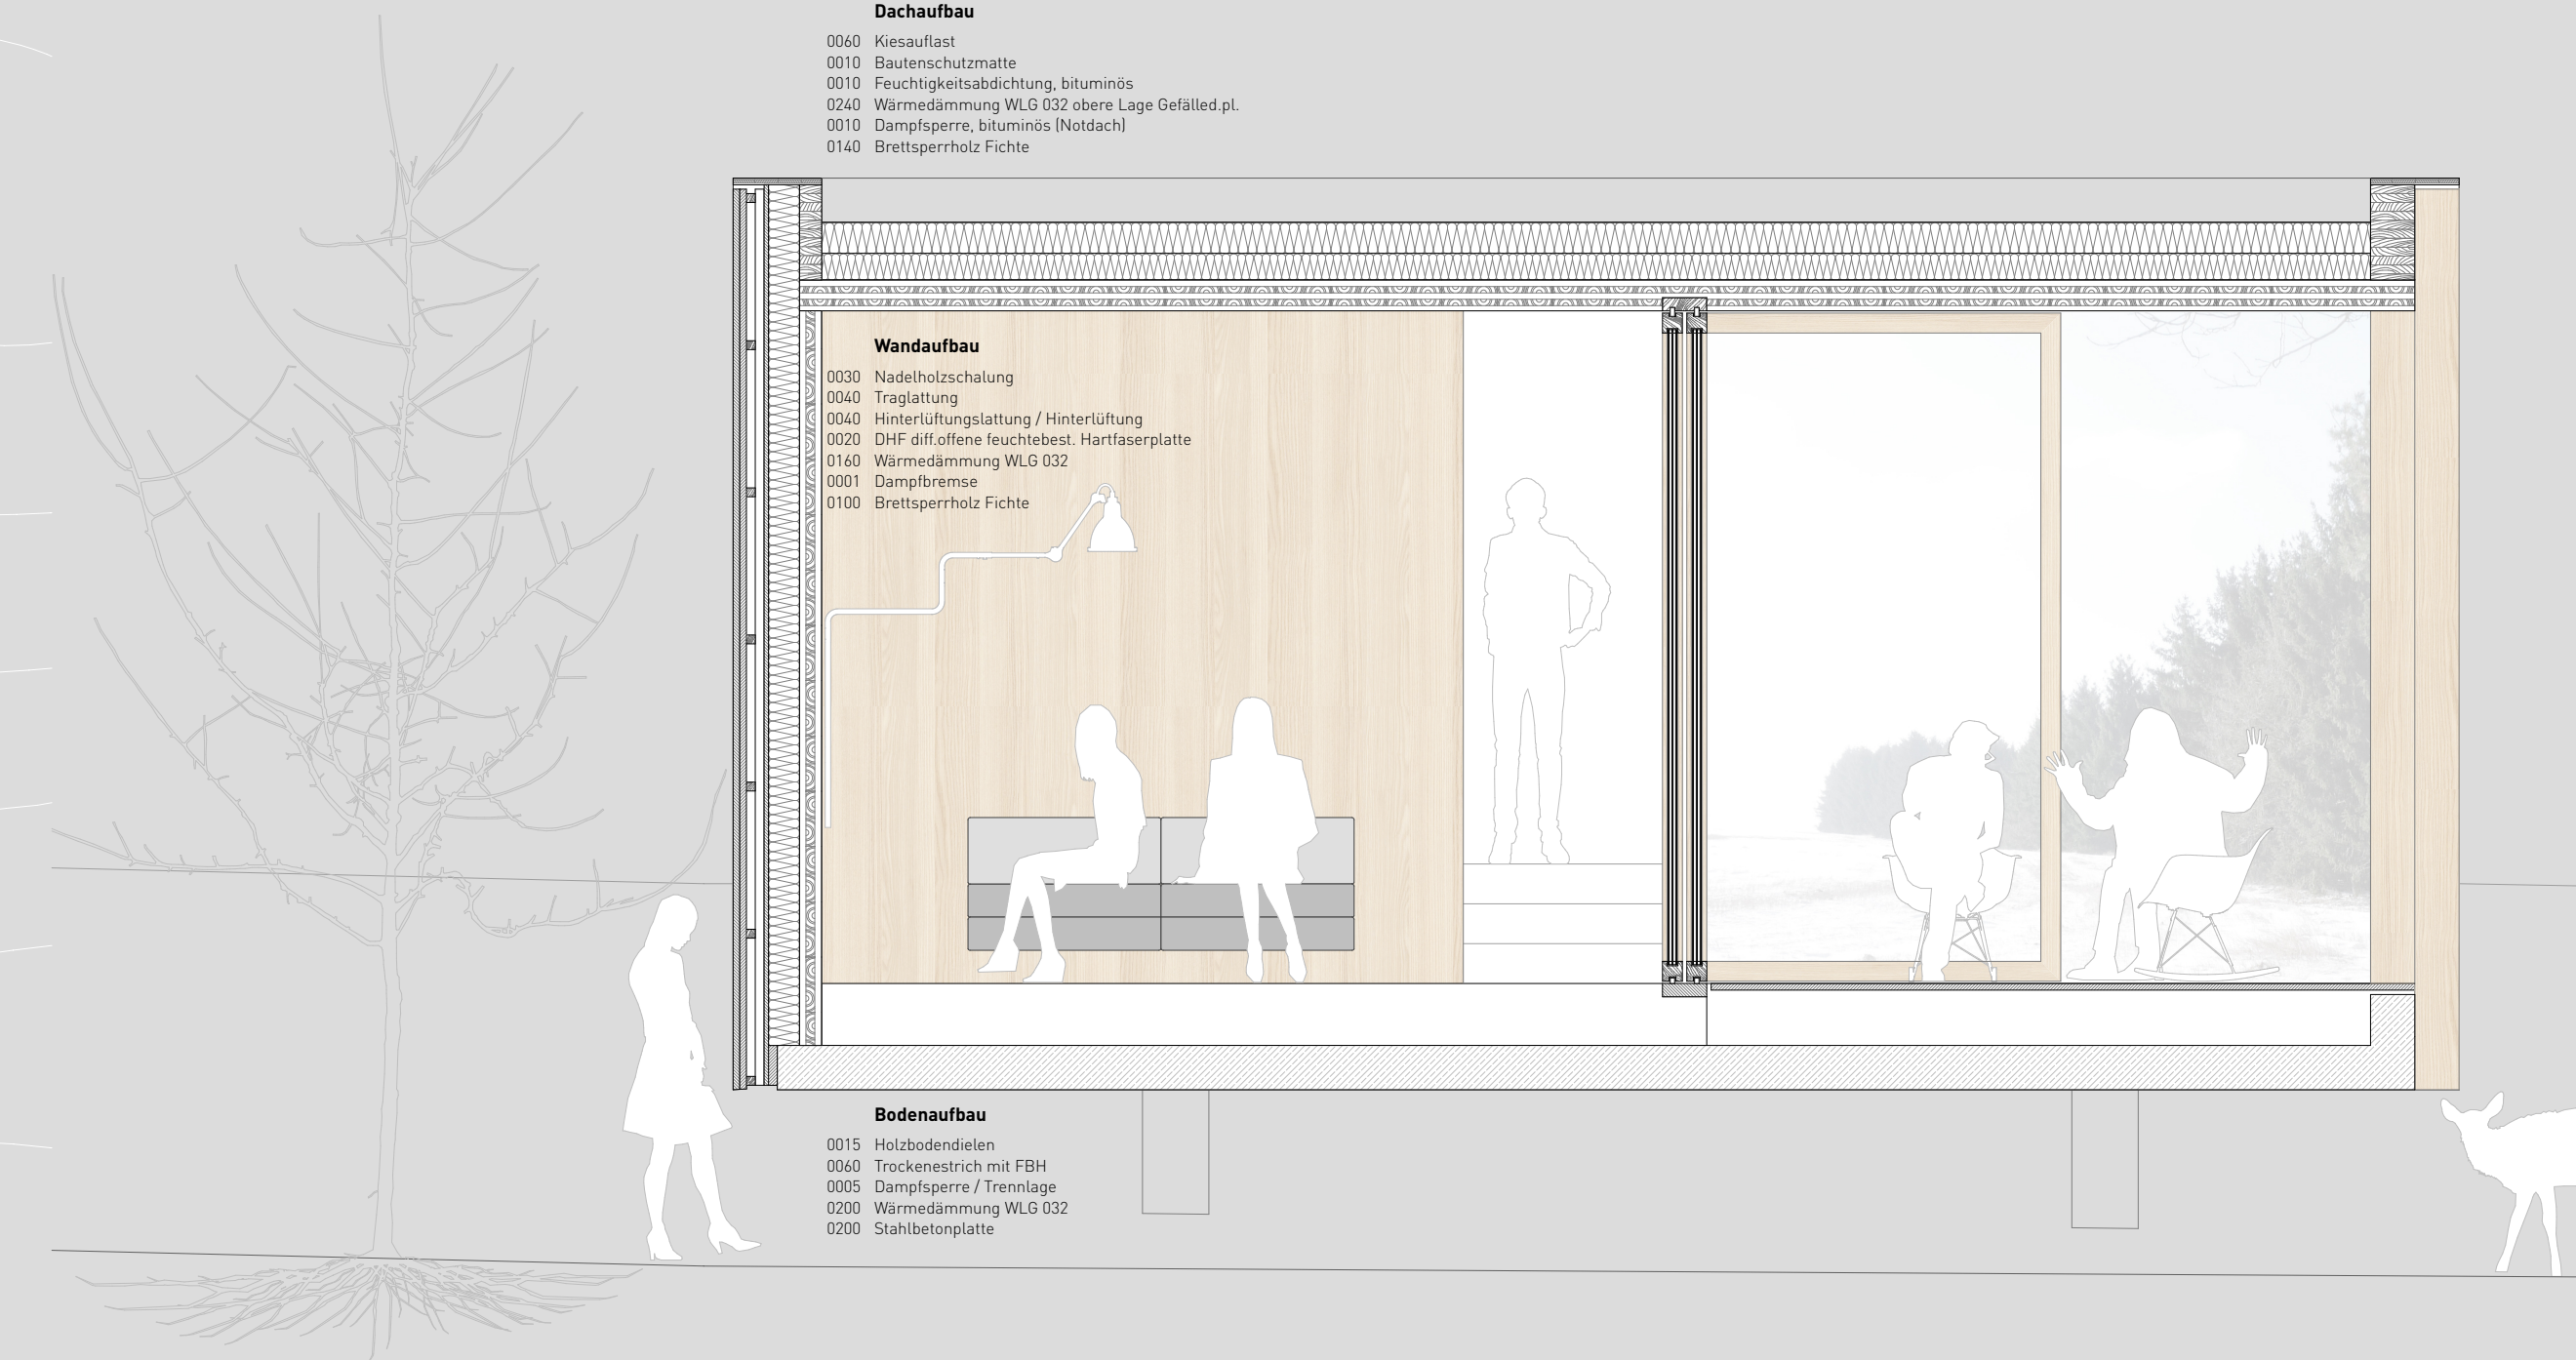 Dachaufbau
0060 Kiesauflast
0010 Bautenschutzmatte
0010 Feuchtigkeitsabdichtung, bituminös
0240 Wärmedämmung WLG 032 obere Lage Gefälled.pl.
0010 Dampfsperre, bituminös (Notdach)
0140 Brettsperrholz Fichte
Wandaufbau
0030 Nadelholzschalung
0040 Traglattung
0040 Hinterlüftungslattung / Hinterlüftung
0020 DHF diff.offene feuchtebest. Hartfaserplatte
0160 Wärmedämmung WLG 032
0001 Dampfbremse
0100 Brettsperrholz Fichte
Bodenaufbau
0015 Holzbodendielen
0060 Trockenestrich mit FBH
0005 Dampfsperre / Trennlage
0200 Wärmedämmung WLG 032
0200 Stahlbetonplatte